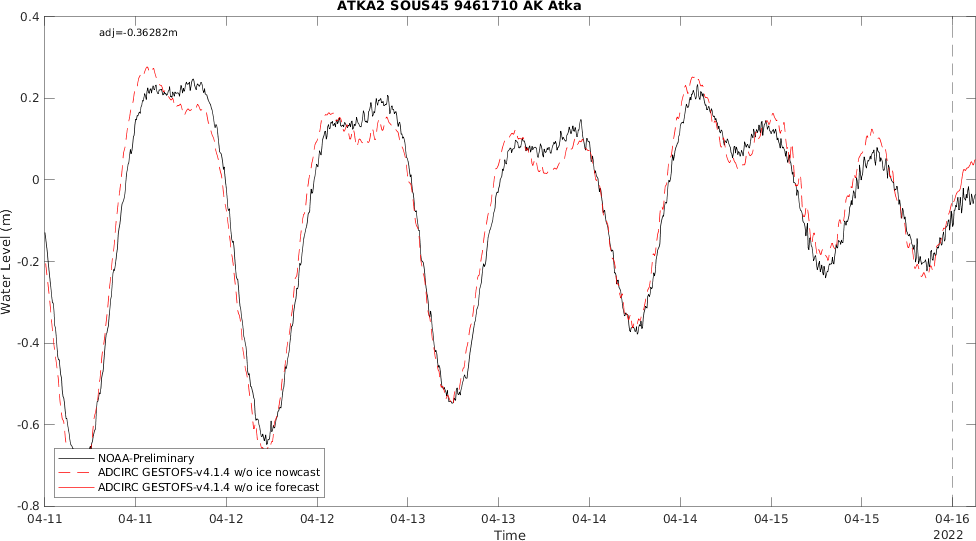 ATKA2 SOUS45 9461710 AK Atka
adj=-0.36282m
0.4
0.2
0
-0.2
-0.4
-0.6
-0.8
Water Level (m)
NOAA-Preliminary
ADCIRC GESTOFS-v4.1.4 w/o ice nowcast
ADCIRC GESTOFS-v4.1.4 w/o ice forecast
04-11 04-11 04-12 04-12 04-13 04-13 04-14 04-14 04-15 04-15 04-16
Time 2022